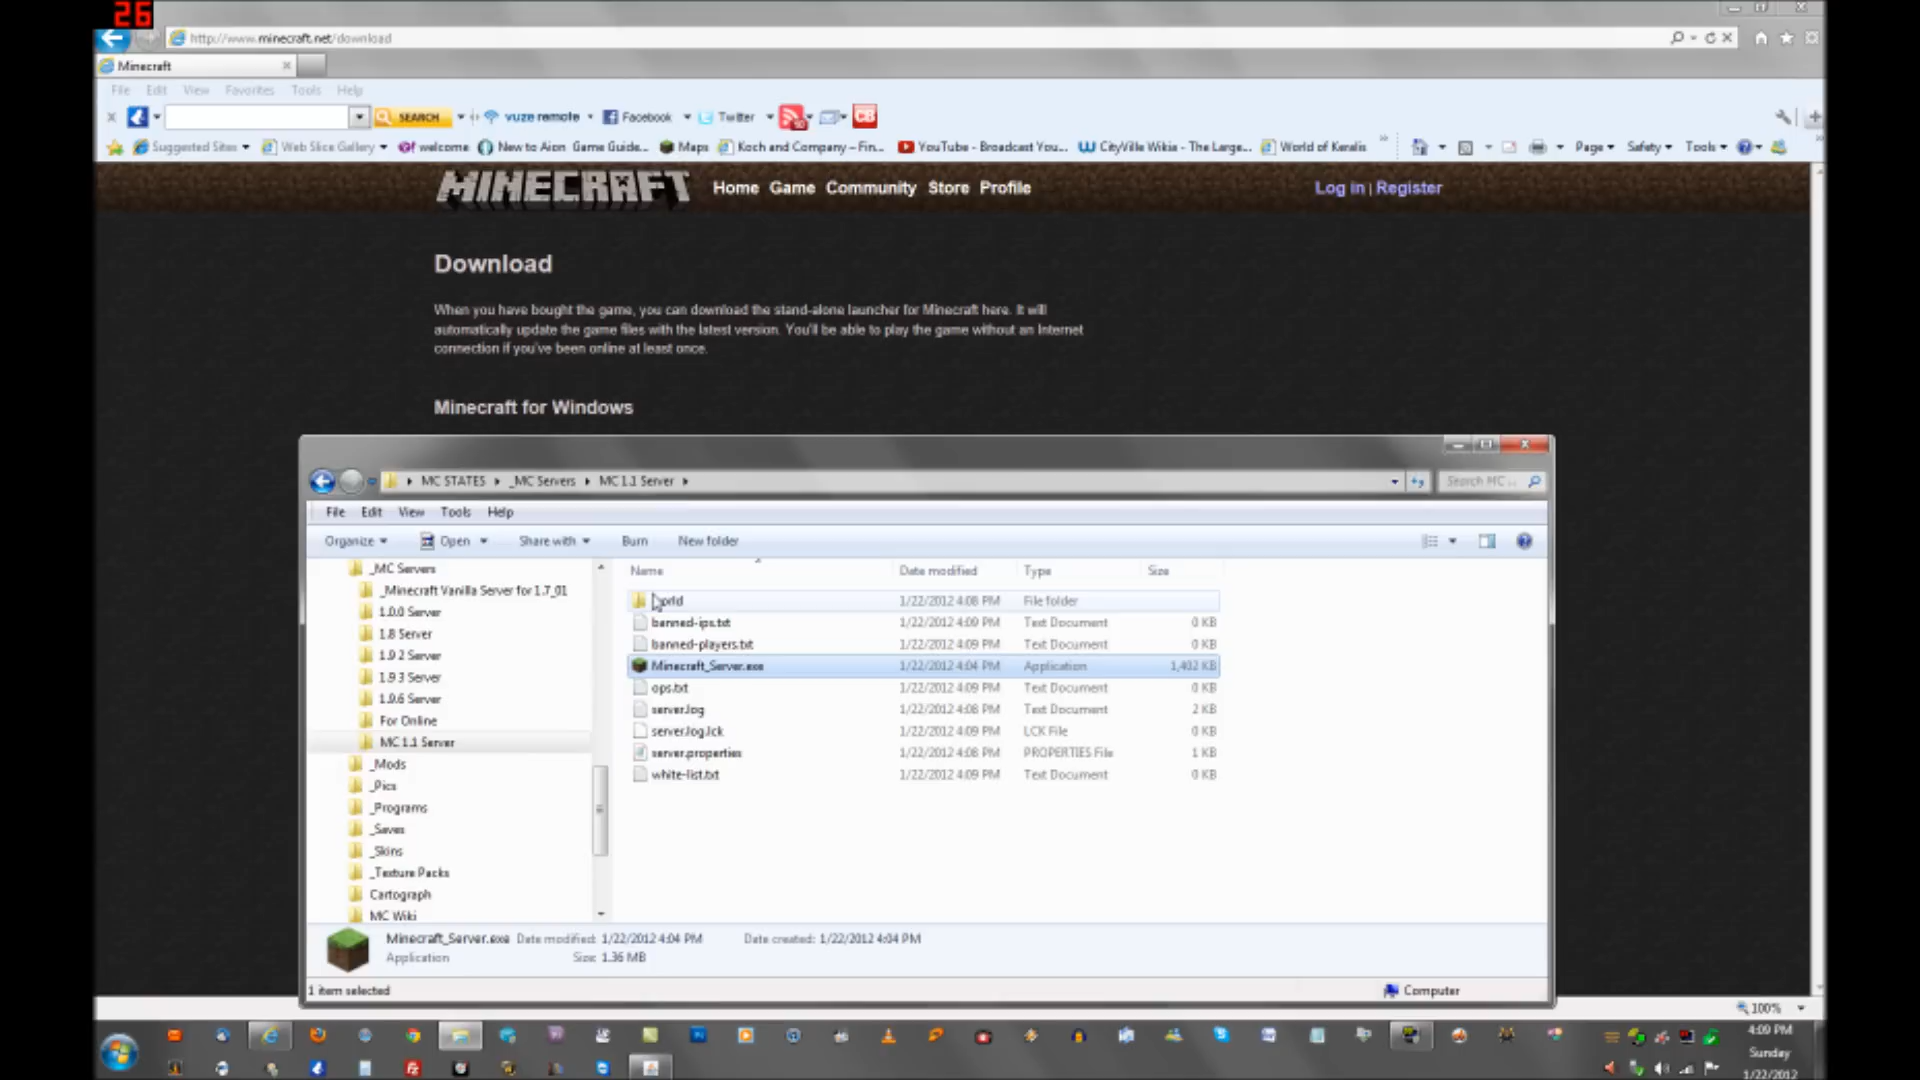 26
http://www.minecraft.net/download
Minecraft
File Edit View Favorites Tools Help
SEARCH vuze remote Facebook Twitter CB
Suggested Sites Web Slice Gallery welcome New to Aion Game Guide... Maps Koch and Company – Fin... YouTube - Broadcast You... CityVille Wikia - The Large... World of Keralis Page Safety Tools
MINECRAFT Home Game Community Store Profile Log in | Register
Download
When you have bought the game, you can download the stand-alone launcher for Minecraft here. It will
automatically update the game files with the latest version. You'll be able to play the game without an Internet
connection if you've been online at least once.
Minecraft for Windows
MC STATES _MC Servers MC 1.1 Server Search MC ...
File Edit View Tools Help
Organize Open Share with Burn New folder
_MC Servers
_Minecraft Vanilla Server for 1.7_01
1.0.0 Server
1.8 Server
1.9 2 Server
1.9 3 Server
1.9.6 Server
For Online
MC 1.1 Server
_Mods
_Pics
_Programs
_Saves
_Skins
_Texture Packs
Cartograph
MC Wiki
Name Date modified Type Size
1/22/2012 4:08 PM File folder
banned-ips.txt 1/22/2012 4:09 PM Text Document 0 KB
banned-players.txt 1/22/2012 4:09 PM Text Document 0 KB
Minecraft_Server.exe 1/22/2012 4:04 PM Application 1,402 KB
ops.txt 1/22/2012 4:09 PM Text Document 0 KB
server.log 1/22/2012 4:08 PM Text Document 2 KB
server.log.lck 1/22/2012 4:08 PM LCK File 0 KB
server.properties 1/22/2012 4:08 PM PROPERTIES File 1 KB
white-list.txt 1/22/2012 4:09 PM Text Document 0 KB
Minecraft_Server.exe Date modified: 1/22/2012 4:04 PM Date created: 1/22/2012 4:04 PM
Application Size: 1.36 MB
1 item selected Computer
100%
4:09 PM
Sunday
1/22/2012